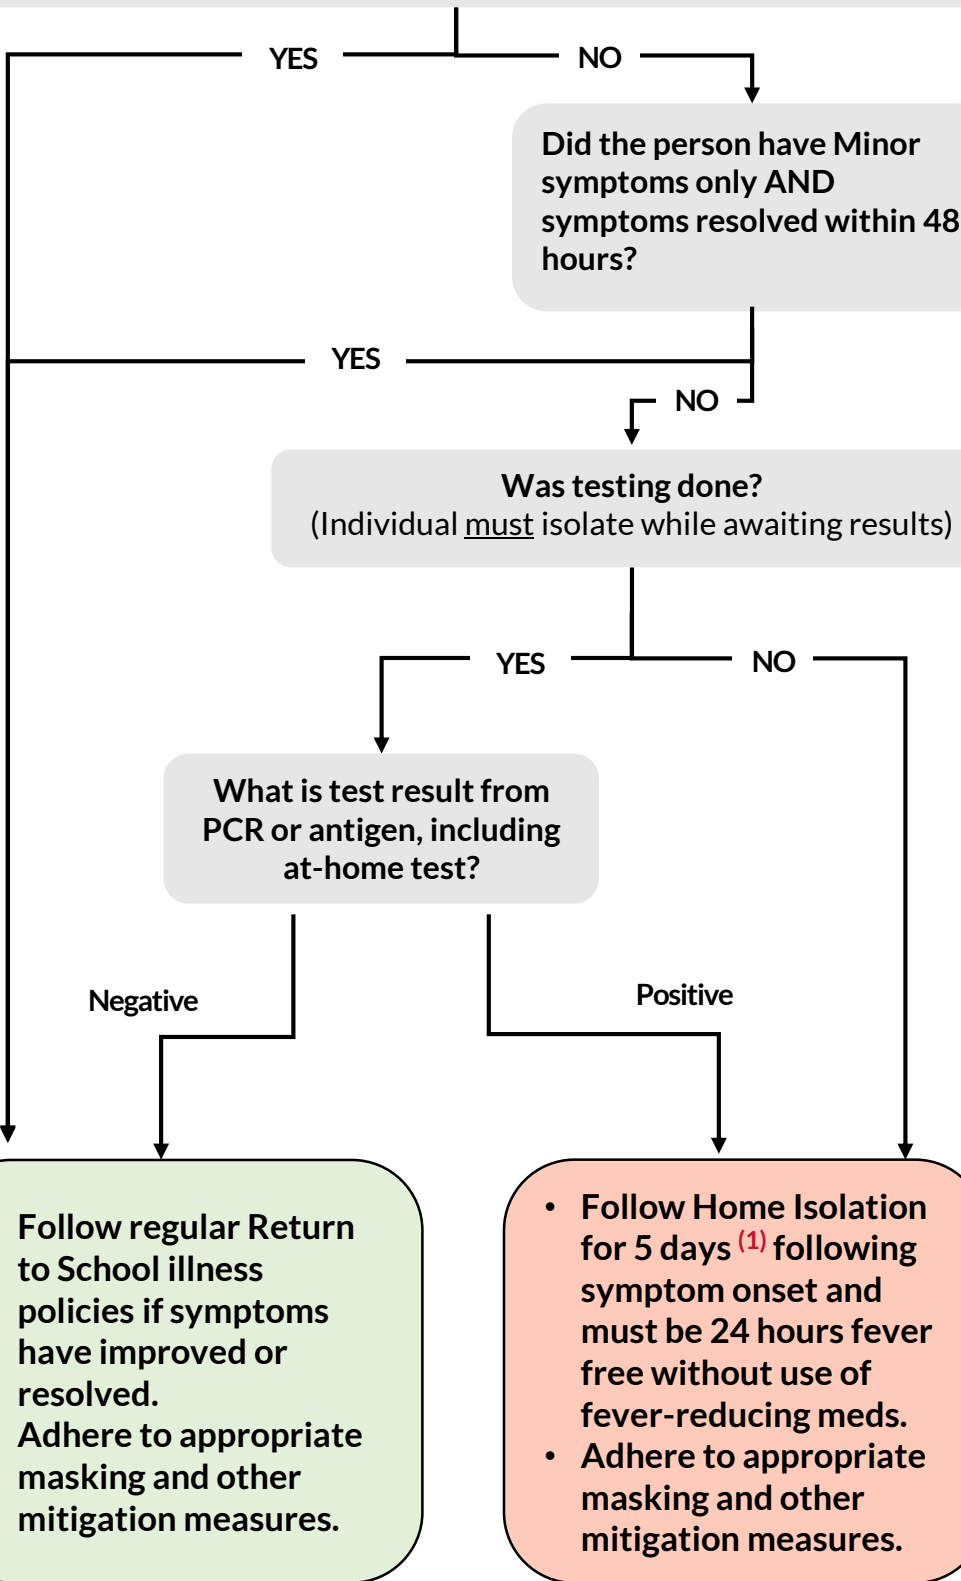 YES
NO
Did the person have Minor
symptoms only AND
symptoms resolved within 48
hours?
YES
NO
Was testing done?
(Individual must isolate while awaiting results)
YES
NO
What is test result from
PCR or antigen, including
at-home test?
Negative
Positive
Follow regular Return
to School illness
policies if symptoms
have improved or
resolved.
Adhere to appropriate
masking and other
mitigation measures.
• Follow Home Isolation
for 5 days (1) following
symptom onset and
must be 24 hours fever
free without use of
fever-reducing meds.
• Adhere to appropriate
masking and other
mitigation measures.